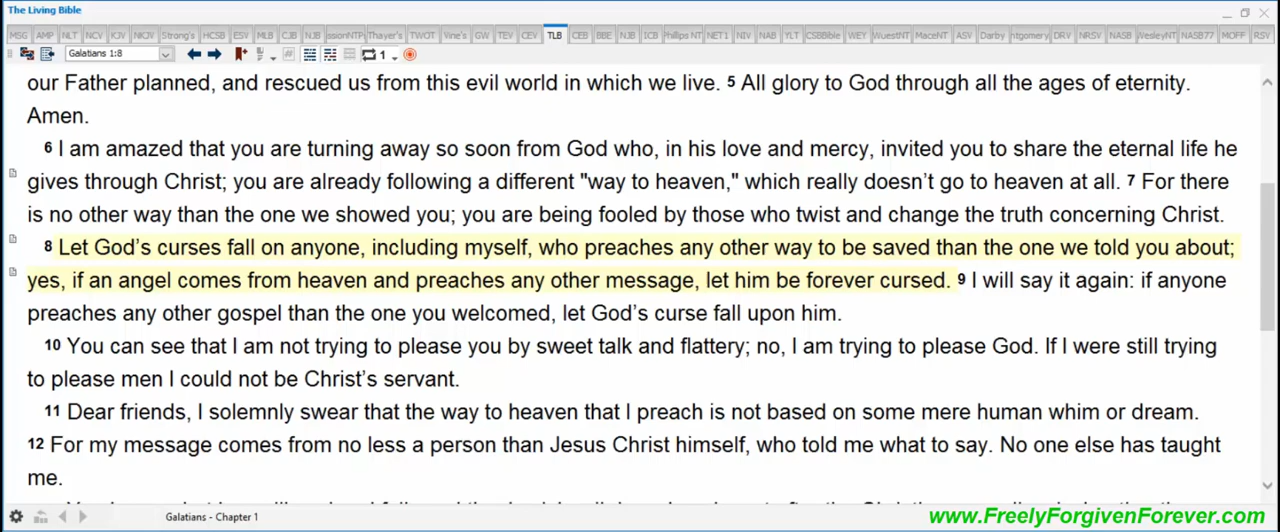 The Living Bible
MSG AMP NLT NCV KJV NKJV Strong's HCSB ESV MLB CJB NJB ssionNTP Thayer's TWOT Vine's GW TEV CEV TLB CEB BBE NJB ICB Phillips NT NET1 NIV NAB YLT CSBBible WEY WuestNT MaceNT ASV Darby ntgomery DRV NRSV NASB WesleyNT NASB77 MOFF RSV
Galatians 1:8 1
our Father planned, and rescued us from this evil world in which we live. 5 All glory to God through all the ages of eternity.
Amen.
6 I am amazed that you are turning away so soon from God who, in his love and mercy, invited you to share the eternal life he
gives through Christ; you are already following a different "way to heaven," which really doesn’t go to heaven at all. 7 For there
is no other way than the one we showed you; you are being fooled by those who twist and change the truth concerning Christ.
8 Let God’s curses fall on anyone, including myself, who preaches any other way to be saved than the one we told you about;
yes, if an angel comes from heaven and preaches any other message, let him be forever cursed. 9 I will say it again: if anyone
preaches any other gospel than the one you welcomed, let God’s curse fall upon him.
10 You can see that I am not trying to please you by sweet talk and flattery; no, I am trying to please God. If I were still trying
to please men I could not be Christ’s servant.
11 Dear friends, I solemnly swear that the way to heaven that I preach is not based on some mere human whim or dream.
12 For my message comes from no less a person than Jesus Christ himself, who told me what to say. No one else has taught
me.
Galatians - Chapter 1
www.FreelyForgivenForever.com